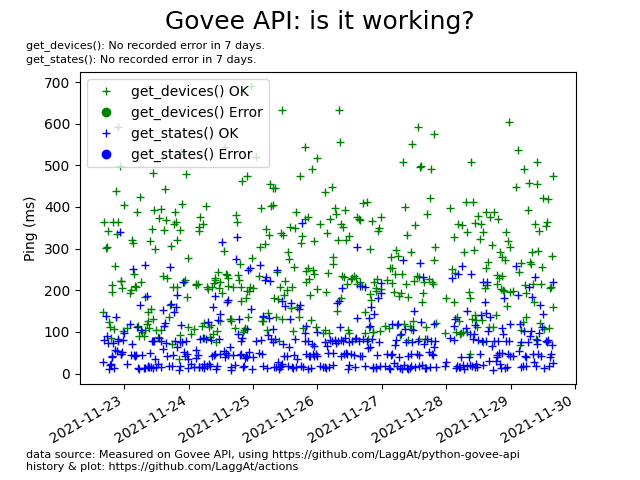 Govee API: is it working?
get_devices(): No recorded error in 7 days.
get_states(): No recorded error in 7 days.
700
600
500
400
300
200
100
0
Ping (ms)
get_devices() OK
get_devices() Error
get_states() OK
get_states() Error
2021-11-23
2021-11-24
2021-11-25
2021-11-26
2021-11-27
2021-11-28
2021-11-29
2021-11-30
data source: Measured on Govee API, using https://github.com/LaggAt/python-govee-api
history & plot: https://github.com/LaggAt/actions